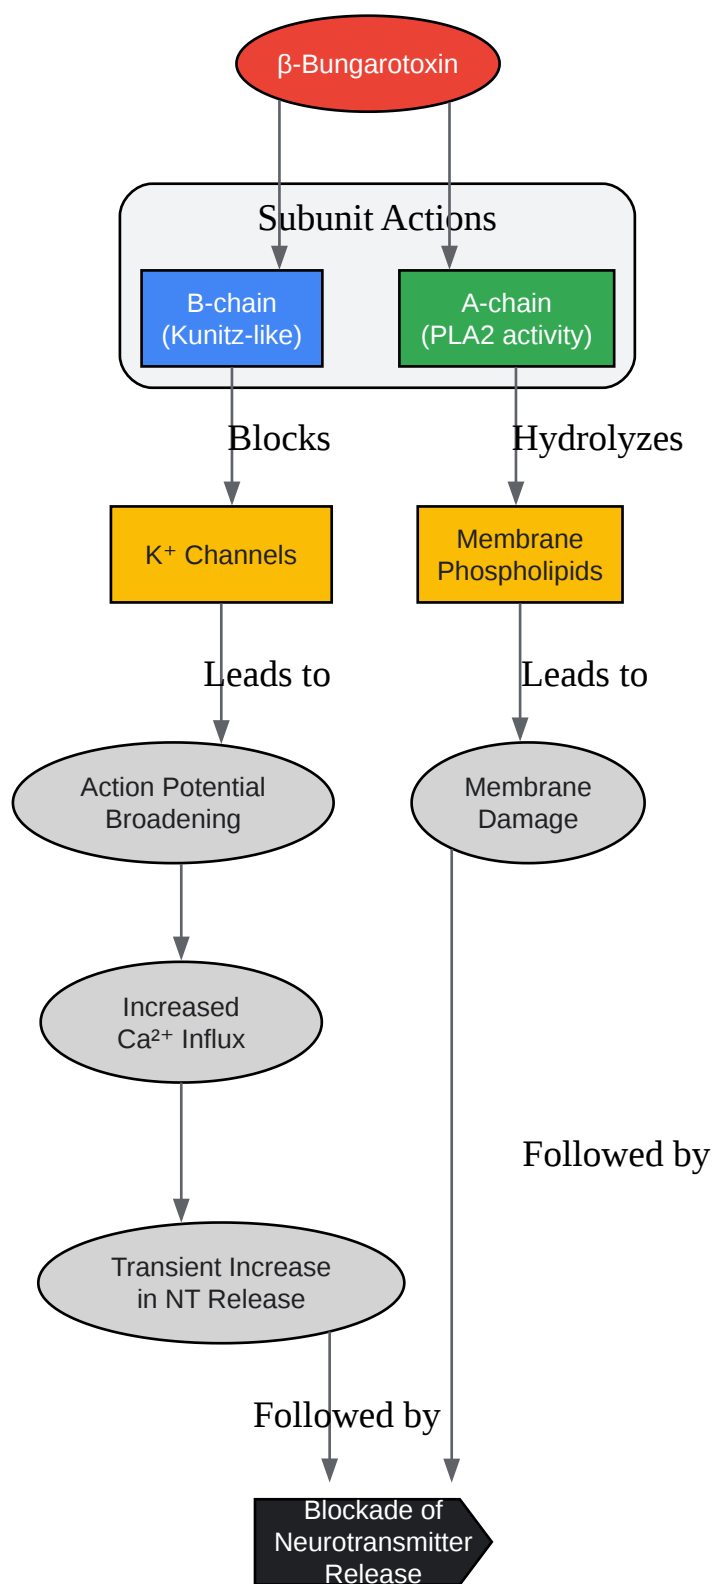 β-Bungarotoxin
Subunit Actions
B-chain
(Kunitz-like)
A-chain
(PLA2 activity)
Blocks
Hydrolyzes
K⁺ Channels
Membrane
Phospholipids
Leads to
Leads to
Action Potential
Broadening
Membrane
Damage
Increased
Ca²⁺ Influx
Followed by
Transient Increase
in NT Release
Followed by
Blockade of
Neurotransmitter
Release